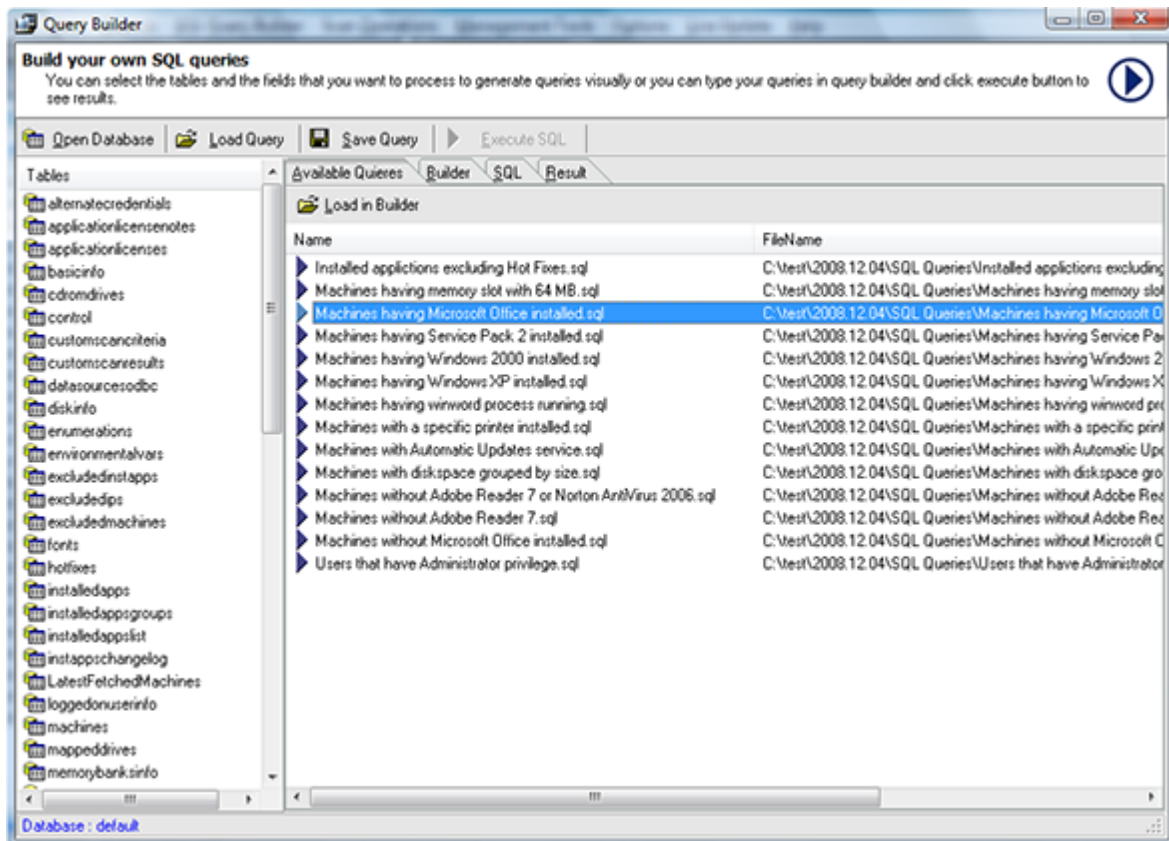 Query Builder
Build your own SQL queries
You can select the tables and the fields that you want to process to generate queries visually or you can type your queries in query builder and click execute button to
see results.
Open Database Load Query Save Query Execute SQL
Tables
alternatecredentials
applicationlicensenotes
applicationlicenses
basicinfo
cdromdrives
control
customscancriteria
customscanresults
datasourcesodbc
diskinfo
enumerations
environmentalvars
excludedinstapps
excludedips
excludedmachines
fonts
hotfixes
installedapps
installedappsgroups
installedappslist
instappschangelog
LatestFetchedMachines
loggedonuserinfo
machines
mappeddrives
memorybanksinfo
Available Quieres Builder SQL Result
Load in Builder
Name FileName
Installed applictions excluding Hot Fixes.sql C:\test\2008.12.04\SQL Queries\Installed applictions excluding
Machines having memory slot with 64 MB.sql C:\test\2008.12.04\SQL Queries\Machines having memory slot
Machines having Microsoft Office installed.sql C:\test\2008.12.04\SQL Queries\Machines having Microsoft O
Machines having Service Pack 2 installed.sql C:\test\2008.12.04\SQL Queries\Machines having Service Pa
Machines having Windows 2000 installed.sql C:\test\2008.12.04\SQL Queries\Machines having Windows 2
Machines having Windows XP installed.sql C:\test\2008.12.04\SQL Queries\Machines having Windows X
Machines having winword process running.sql C:\test\2008.12.04\SQL Queries\Machines having winword pro
Machines with a specific printer installed.sql C:\test\2008.12.04\SQL Queries\Machines with a specific print
Machines with Automatic Updates service.sql C:\test\2008.12.04\SQL Queries\Machines with Automatic Upd
Machines with diskspace grouped by size.sql C:\test\2008.12.04\SQL Queries\Machines with diskspace gro
Machines without Adobe Reader 7 or Norton AntiVirus 2006.sql C:\test\2008.12.04\SQL Queries\Machines without Adobe Rea
Machines without Adobe Reader 7.sql C:\test\2008.12.04\SQL Queries\Machines without Adobe Rea
Machines without Microsoft Office installed.sql C:\test\2008.12.04\SQL Queries\Machines without Microsoft O
Users that have Administrator privilege.sql C:\test\2008.12.04\SQL Queries\Users that have Administrator
Database : default